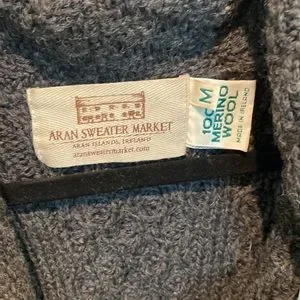 ARAN SWEATER MARKET
ARAN ISLANDS, IRELAND
aransweatermarket.com
M
100
MERINO
WOOL
MADE IN IRELAND